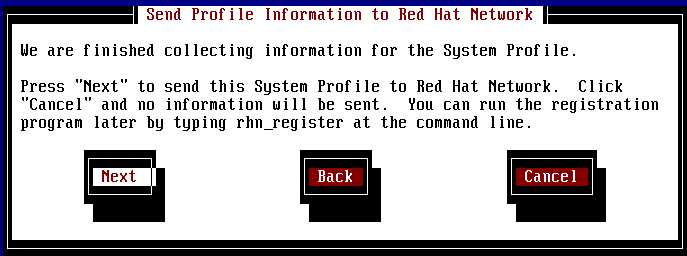 Send Profile Information to Red Hat Network
We are finished collecting information for the System Profile.
Press "Next" to send this System Profile to Red Hat Network.  Click
"Cancel" and no information will be sent.  You can run the registration
program later by typing rhn_register at the command line.
Next Back Cancel